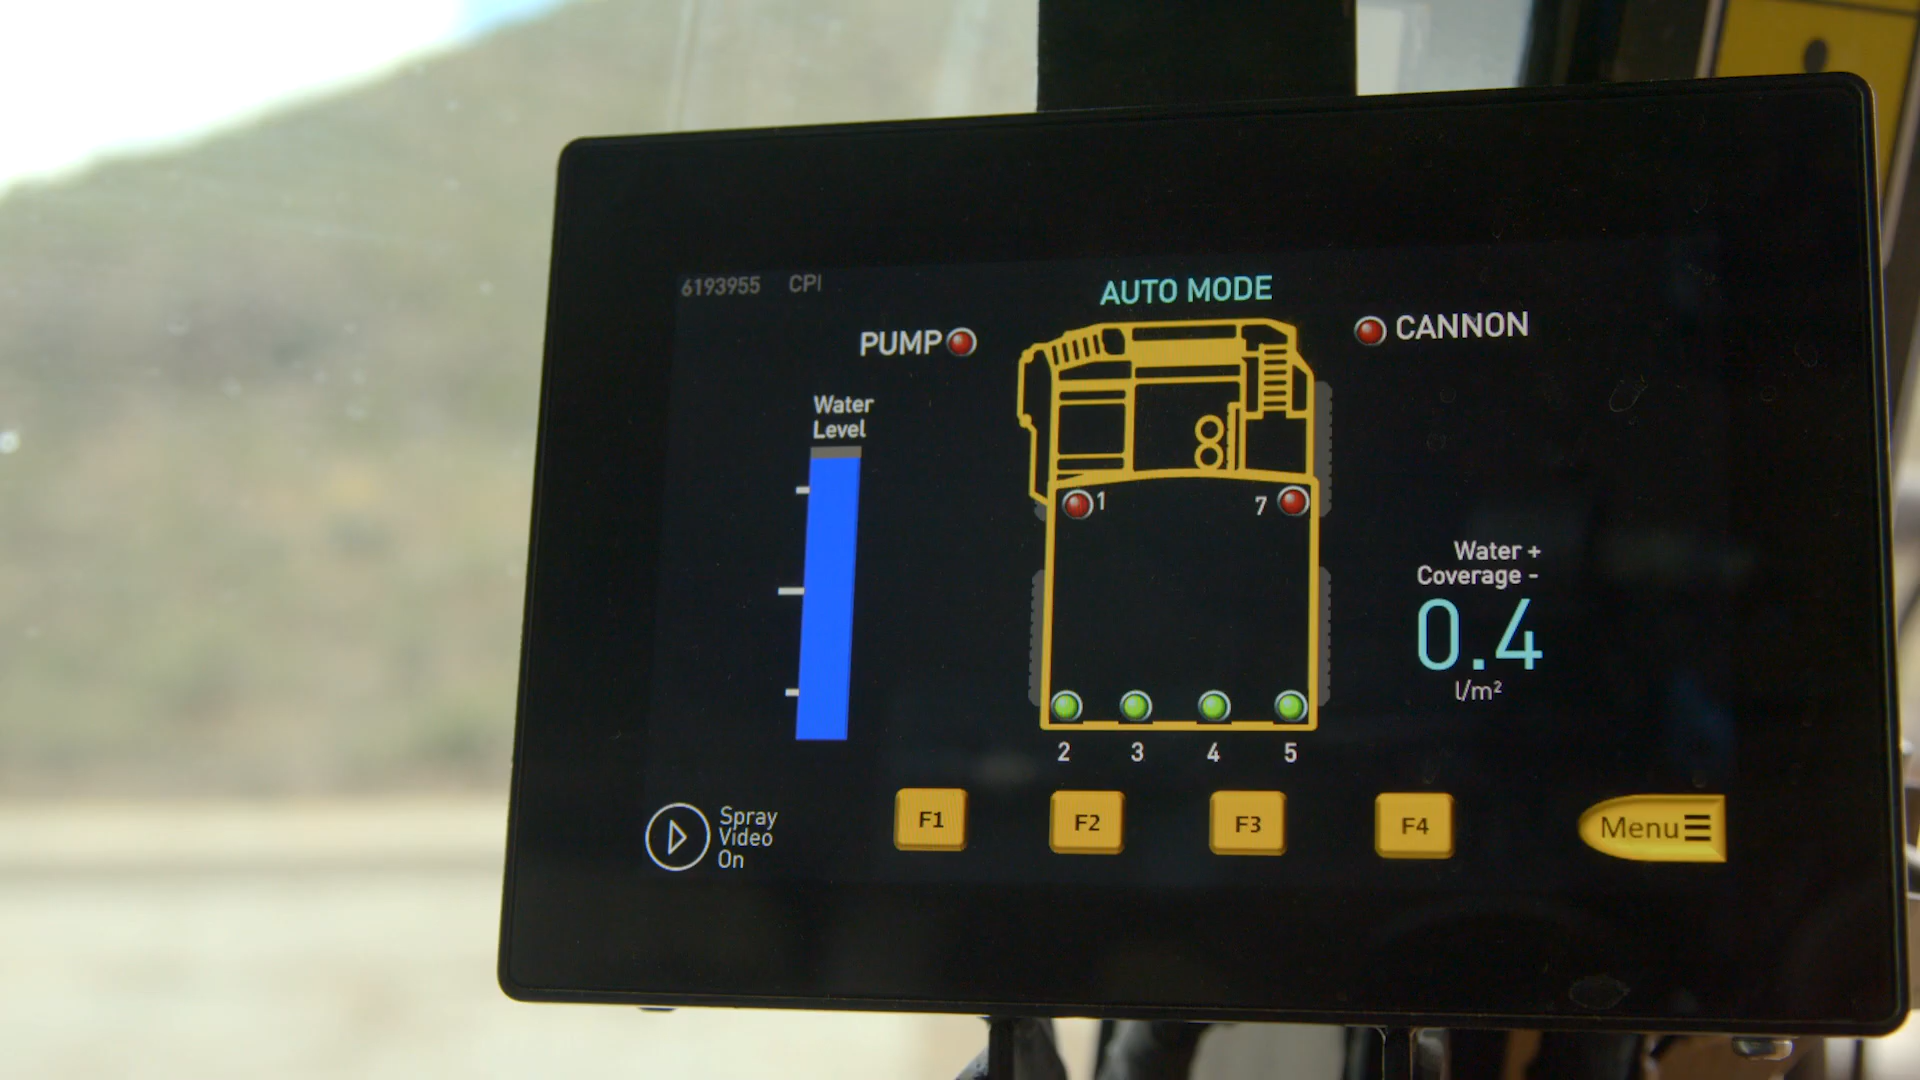 6193955 CPI
AUTO MODE
PUMP
CANNON
Water
Level
1
7
Water +
Coverage -
0.4
l/m²
2 3 4 5
Spray
Video
On
F1
F2
F3
F4
Menu